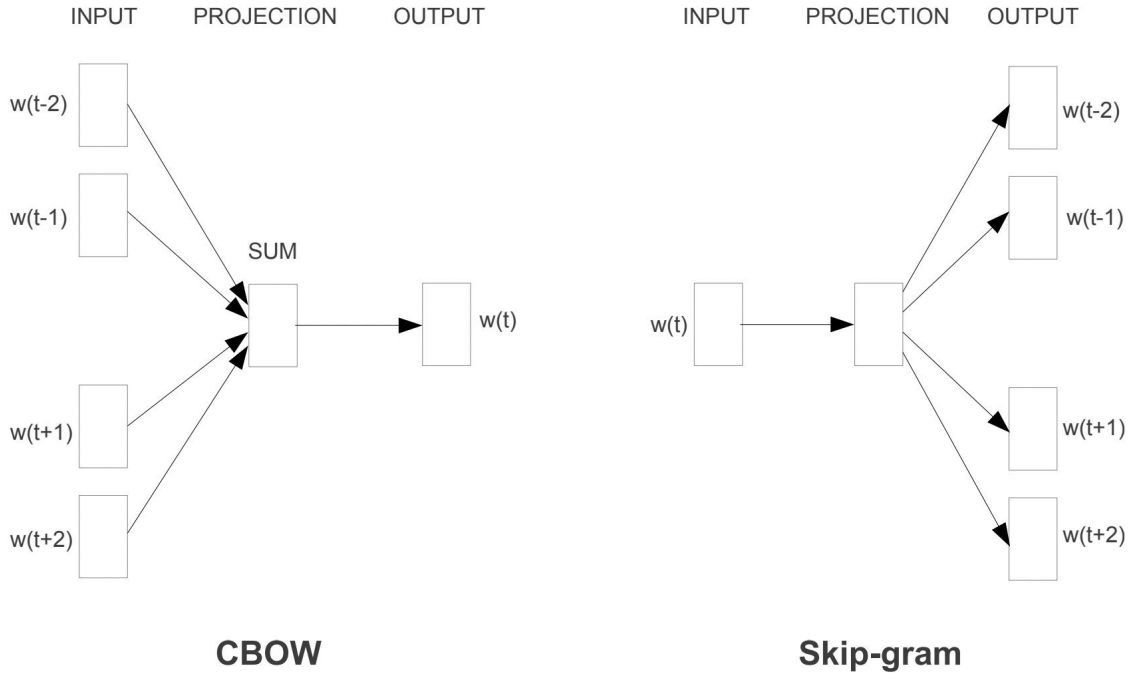 INPUT PROJECTION OUTPUT
w(t-2)
w(t-1)
SUM
w(t)
w(t+1)
w(t+2)
CBOW
INPUT PROJECTION OUTPUT
w(t-2)
w(t-1)
w(t)
w(t+1)
w(t+2)
Skip-gram